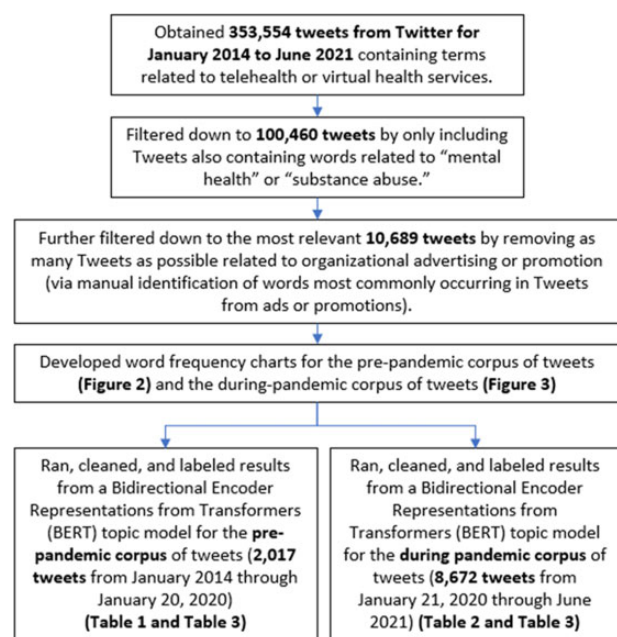 Obtained 353,554 tweets from Twitter for
January 2014 to June 2021 containing terms
related to telehealth or virtual health services.
Filtered down to 100,460 tweets by only including
Tweets also containing words related to “mental
health” or “substance abuse.”
Further filtered down to the most relevant 10,689 tweets by removing as
many Tweets as possible related to organizational advertising or promotion
(via manual identification of words most commonly occurring in Tweets
from ads or promotions).
Developed word frequency charts for the pre-pandemic corpus of tweets
(Figure 2) and the during-pandemic corpus of tweets (Figure 3)
Ran, cleaned, and labeled results
from a Bidirectional Encoder
Representations from Transformers
(BERT) topic model for the pre-
pandemic corpus of tweets (2,017
tweets from January 2014 through
January 20, 2020)
(Table 1 and Table 3)
Ran, cleaned, and labeled results
from a Bidirectional Encoder
Representations from
Transformers (BERT) topic model
for the during pandemic corpus of
tweets (8,672 tweets from
January 21, 2020 through June
2021) (Table 2 and Table 3)